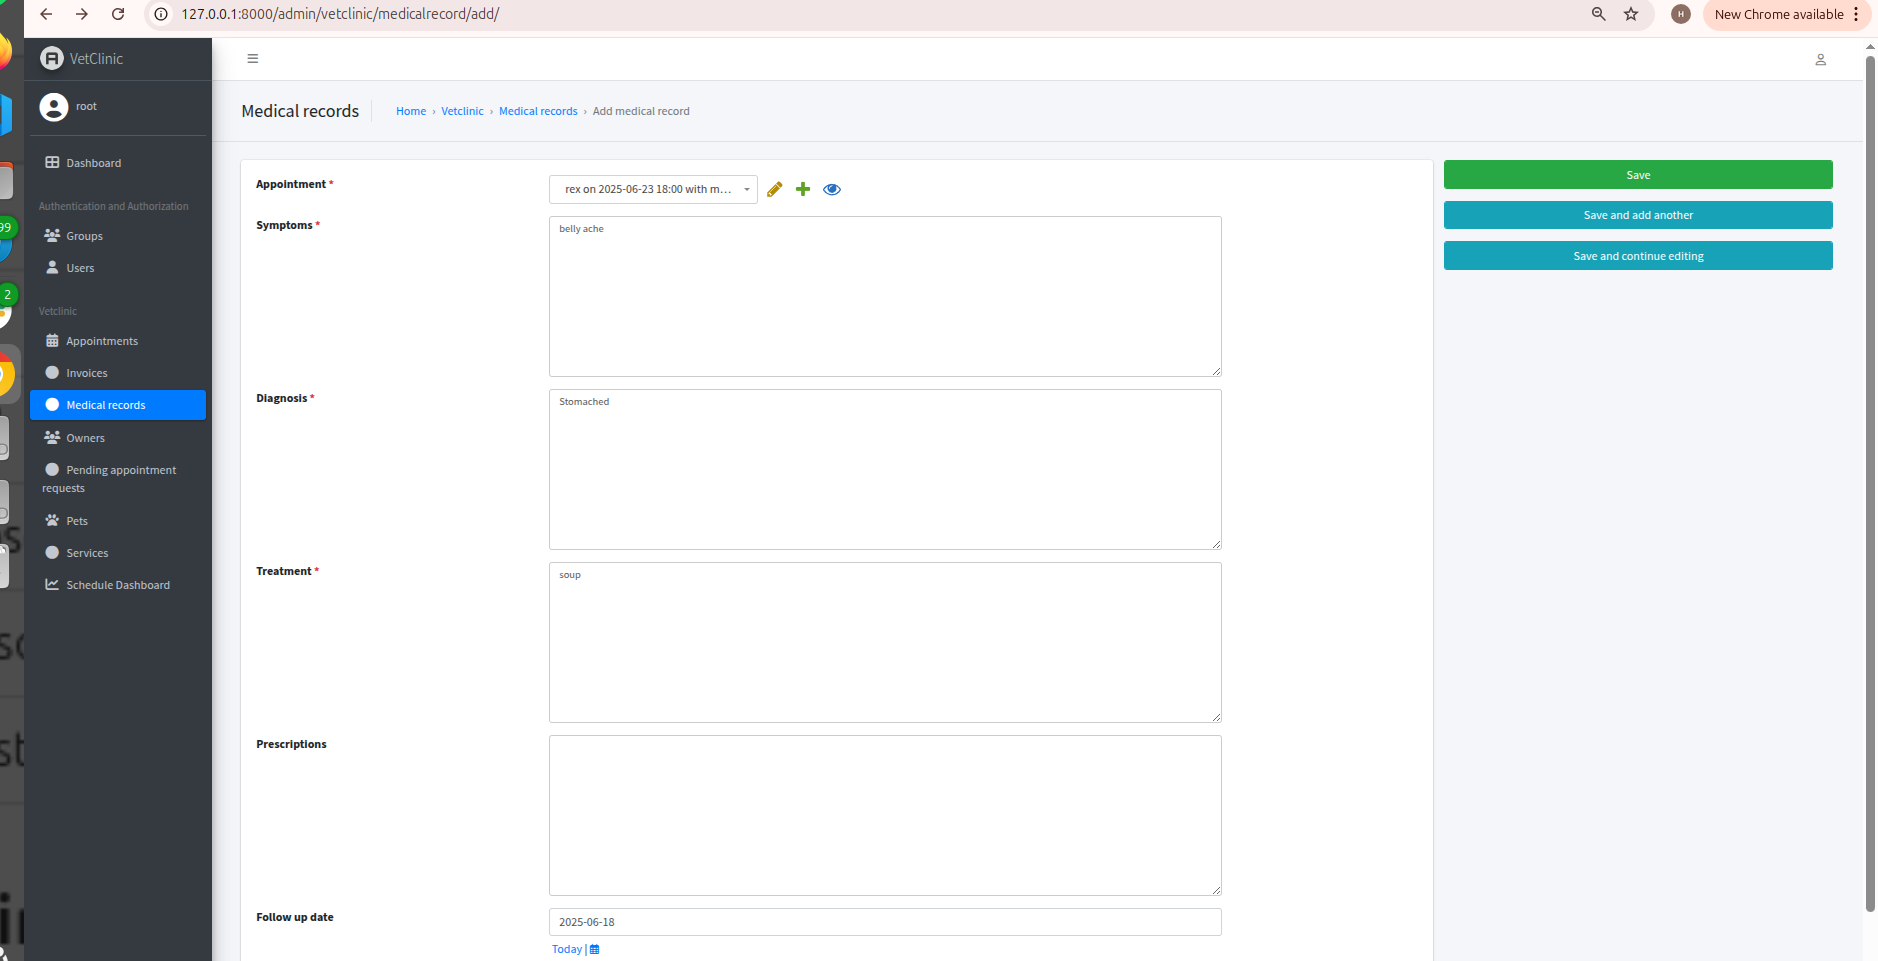 127.0.0.1:8000/admin/vetclinic/medicalrecord/add/
H
New Chrome available
VetClinic
root
Dashboard
Authentication and Authorization
Groups
Users
Vetclinic
Appointments
Invoices
Medical records
Owners
Pending appointment
requests
Pets
Services
Schedule Dashboard
99
2
Medical records
Home › Vetclinic › Medical records › Add medical record
Appointment *
rex on 2025-06-23 18:00 with m...
Symptoms *
belly ache
Diagnosis *
Stomached
Treatment *
soup
Prescriptions
Follow up date
2025-06-18
Today |
Save
Save and add another
Save and continue editing